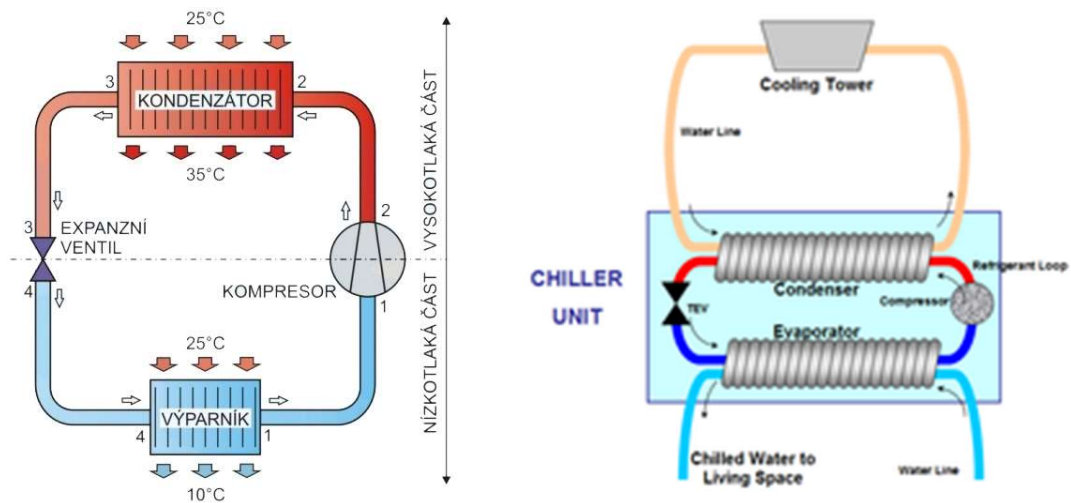 25°C
3
KONDENZÁTOR
2
35°C
VYSOKOTLAKÁ ČÁST
3
EXPANZNÍ
VENTIL
4
2
KOMPRESOR
1
NÍZKOTLAKÁ ČÁST
25°C
VÝPARNÍK
4
1
10°C
Cooling Tower
Water Line
CHILLER
UNIT
Refrigerant Loop
Condenser
Compressor
TEV
Evaporator
Chilled Water to
Living Space
Water Line